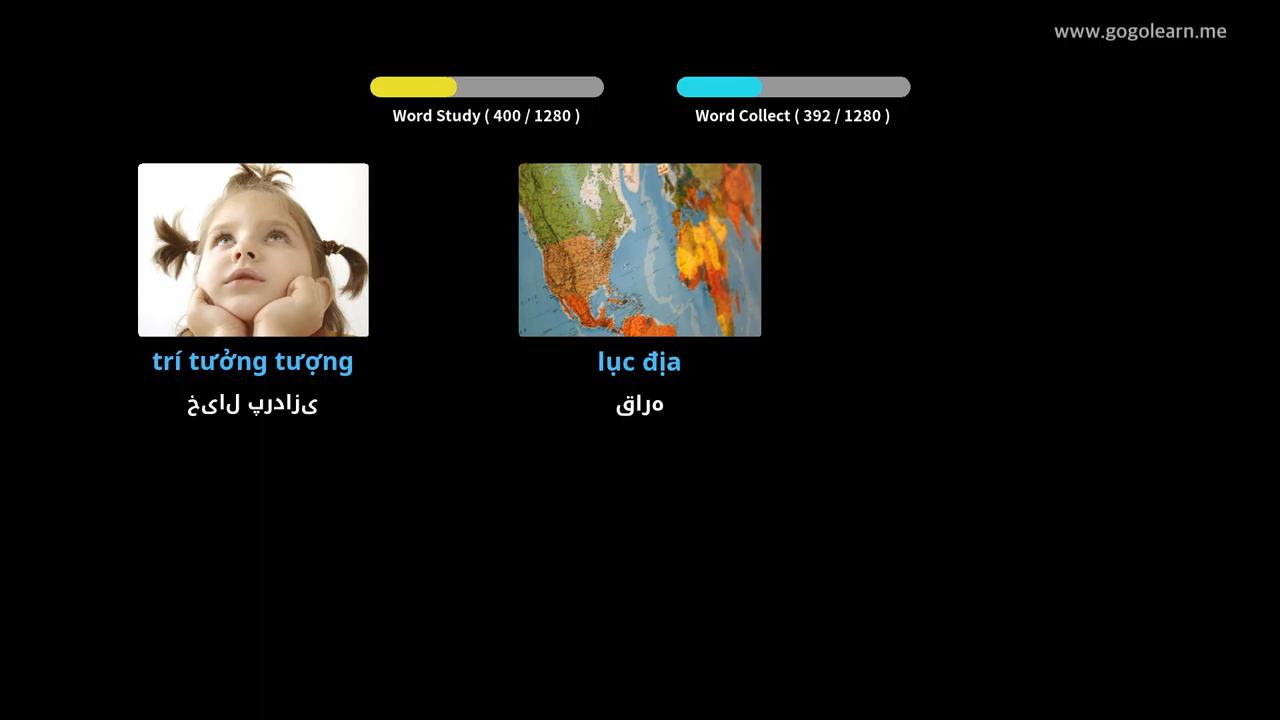 www.gogolearn.me
Word Study ( 400 / 1280 )
Word Collect ( 392 / 1280 )
trí tưởng tượng
خیال پردازی
lục địa
قاره